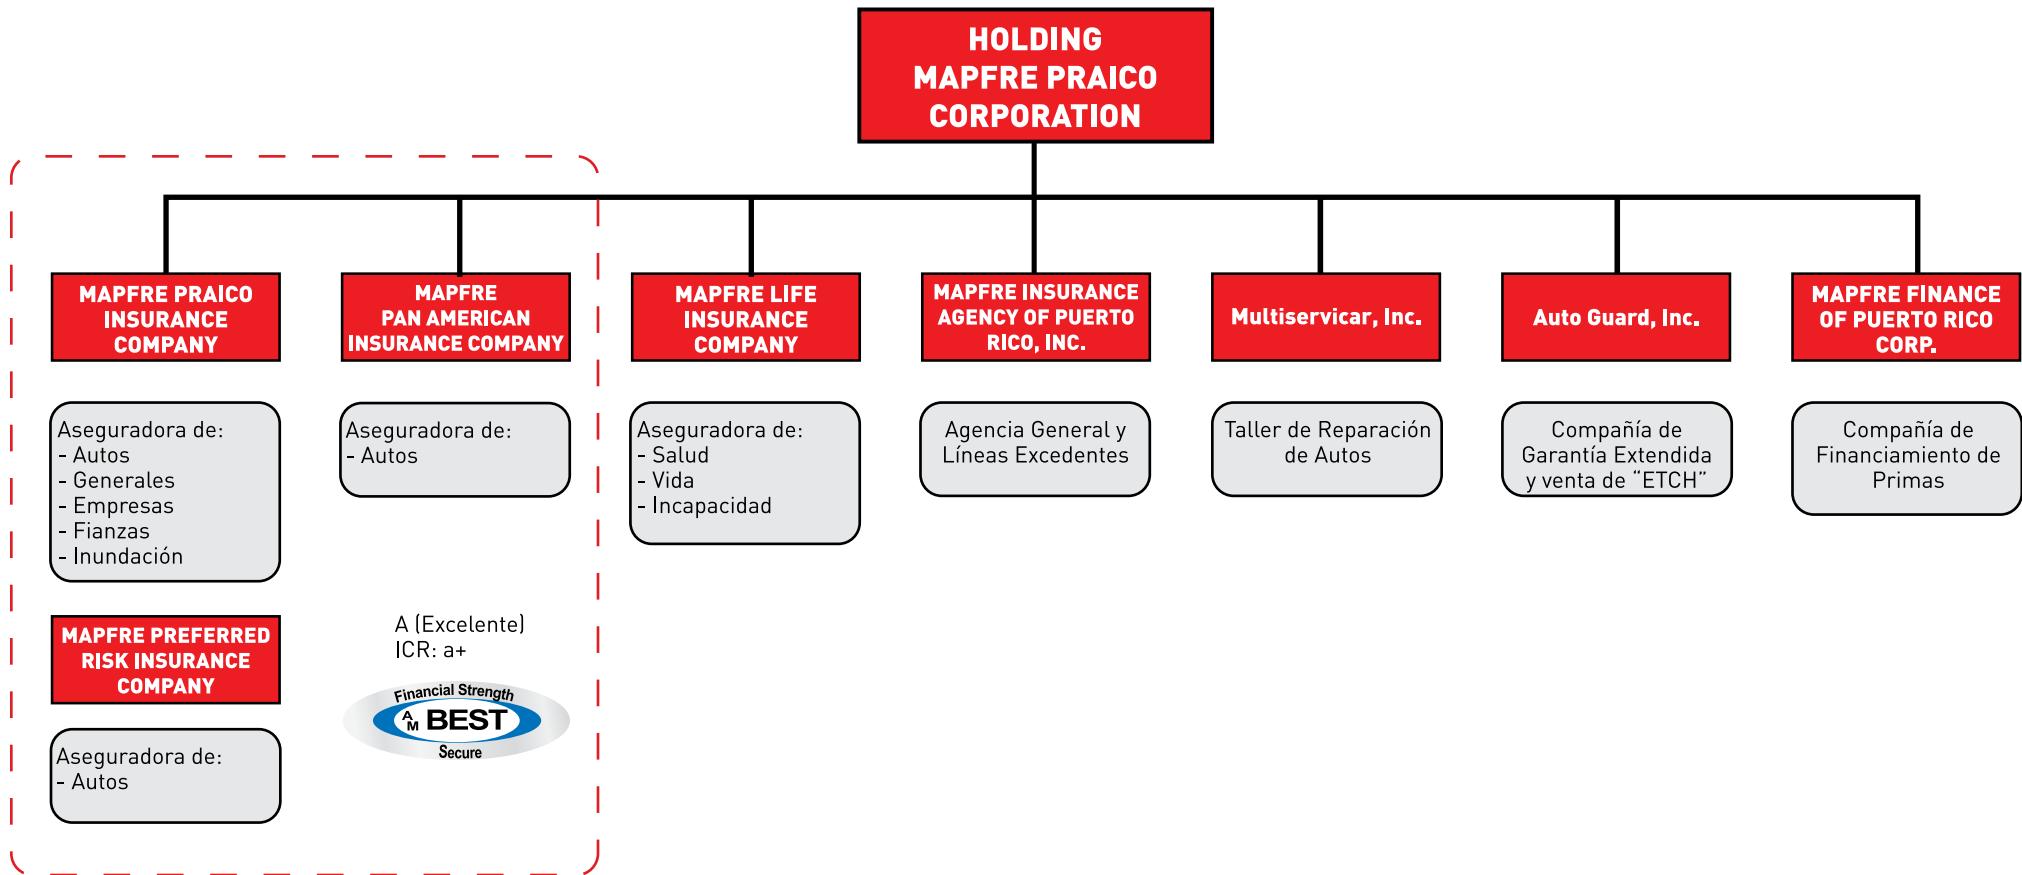 HOLDING
MAPFRE PRAICO
CORPORATION
MAPFRE PRAICO
INSURANCE
COMPANY
Aseguradora de:
- Autos
- Generales
- Empresas
- Fianzas
- Inundación
MAPFRE PREFERRED
RISK INSURANCE
COMPANY
Aseguradora de:
- Autos
MAPFRE
PAN AMERICAN
INSURANCE COMPANY
Aseguradora de:
- Autos
A (Excelente)
ICR: a+
Financial Strength
AM BEST
Secure
MAPFRE LIFE
INSURANCE
COMPANY
Aseguradora de:
- Salud
- Vida
- Incapacidad
MAPFRE INSURANCE
AGENCY OF PUERTO
RICO, INC.
Agencia General y
Líneas Excedentes
Multiservicar, Inc.
Taller de Reparación
de Autos
Auto Guard, Inc.
Compañía de
Garantía Extendida
y venta de “ETCH”
MAPFRE FINANCE
OF PUERTO RICO
CORP.
Compañía de
Financiamiento de
Primas